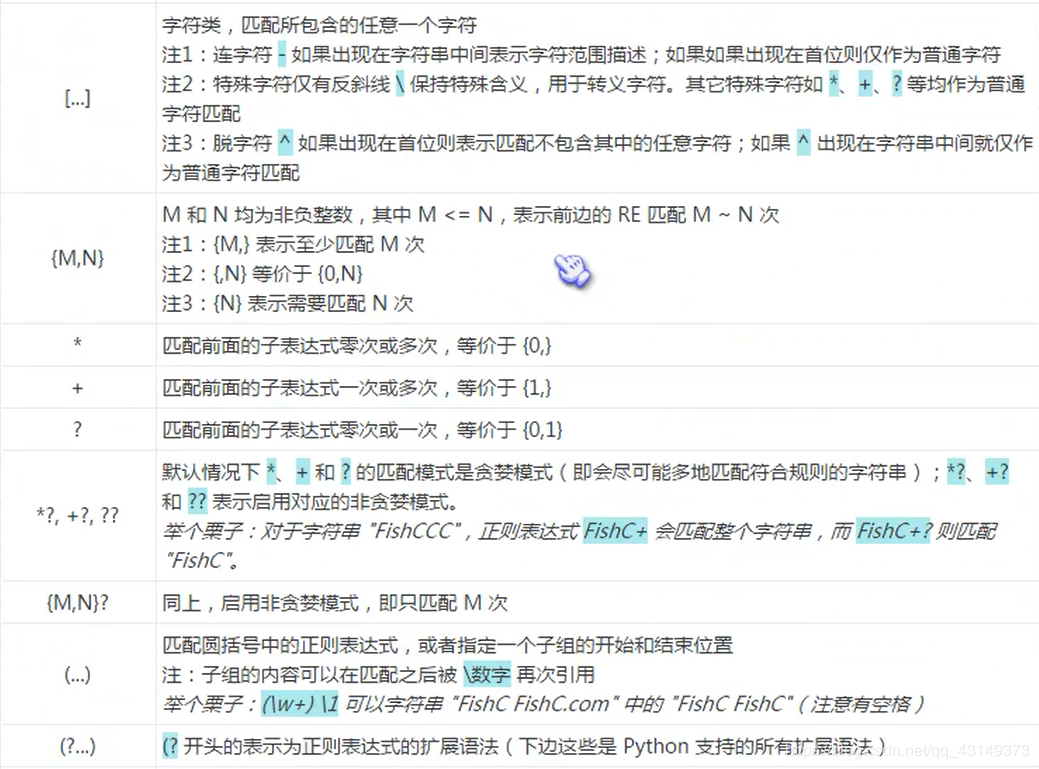 字符类，匹配所包含的任意一个字符
注1：连字符 - 如果出现在字符串中间表示字符范围描述；如果如果出现在首位则仅作为普通字符
[...]
注2：特殊字符仅有反斜线 \ 保持特殊含义，用于转义字符。其它特殊字符如 *、+、? 等均作为普通
字符匹配
注3：脱字符 ^ 如果出现在首位则表示匹配不包含其中的任意字符；如果 ^ 出现在字符串中间就仅作
为普通字符匹配
M 和 N 均为非负整数，其中 M <= N，表示前边的 RE 匹配 M ~ N 次
{M,N}
注1：{M,} 表示至少匹配 M 次
注2：{,N} 等价于 {0,N}
注3：{N} 表示需要匹配 N 次
* 匹配前面的子表达式零次或多次，等价于 {0,}
+ 匹配前面的子表达式一次或多次，等价于 {1,}
? 匹配前面的子表达式零次或一次，等价于 {0,1}
默认情况下 *、+ 和 ? 的匹配模式是贪婪模式（即会尽可能多地匹配符合规则的字符串）；*?、+?
和 ?? 表示启用对应的非贪婪模式。
*?, +?, ??
举个栗子：对于字符串 "FishCCC"，正则表达式 FishC+ 会匹配整个字符串，而 FishC+? 则匹配
"FishC"。
{M,N}? 同上，启用非贪婪模式，即只匹配 M 次
匹配圆括号中的正则表达式，或者指定一个子组的开始和结束位置
(...) 注：子组的内容可以在匹配之后被 \数字 再次引用
举个栗子：(\w+) \1 可以字符串 "FishC FishC.com" 中的 "FishC FishC"（注意有空格）
(?...) (? 开头的表示为正则表达式的扩展语法（下边这些是 Python 支持的所有扩展语法）